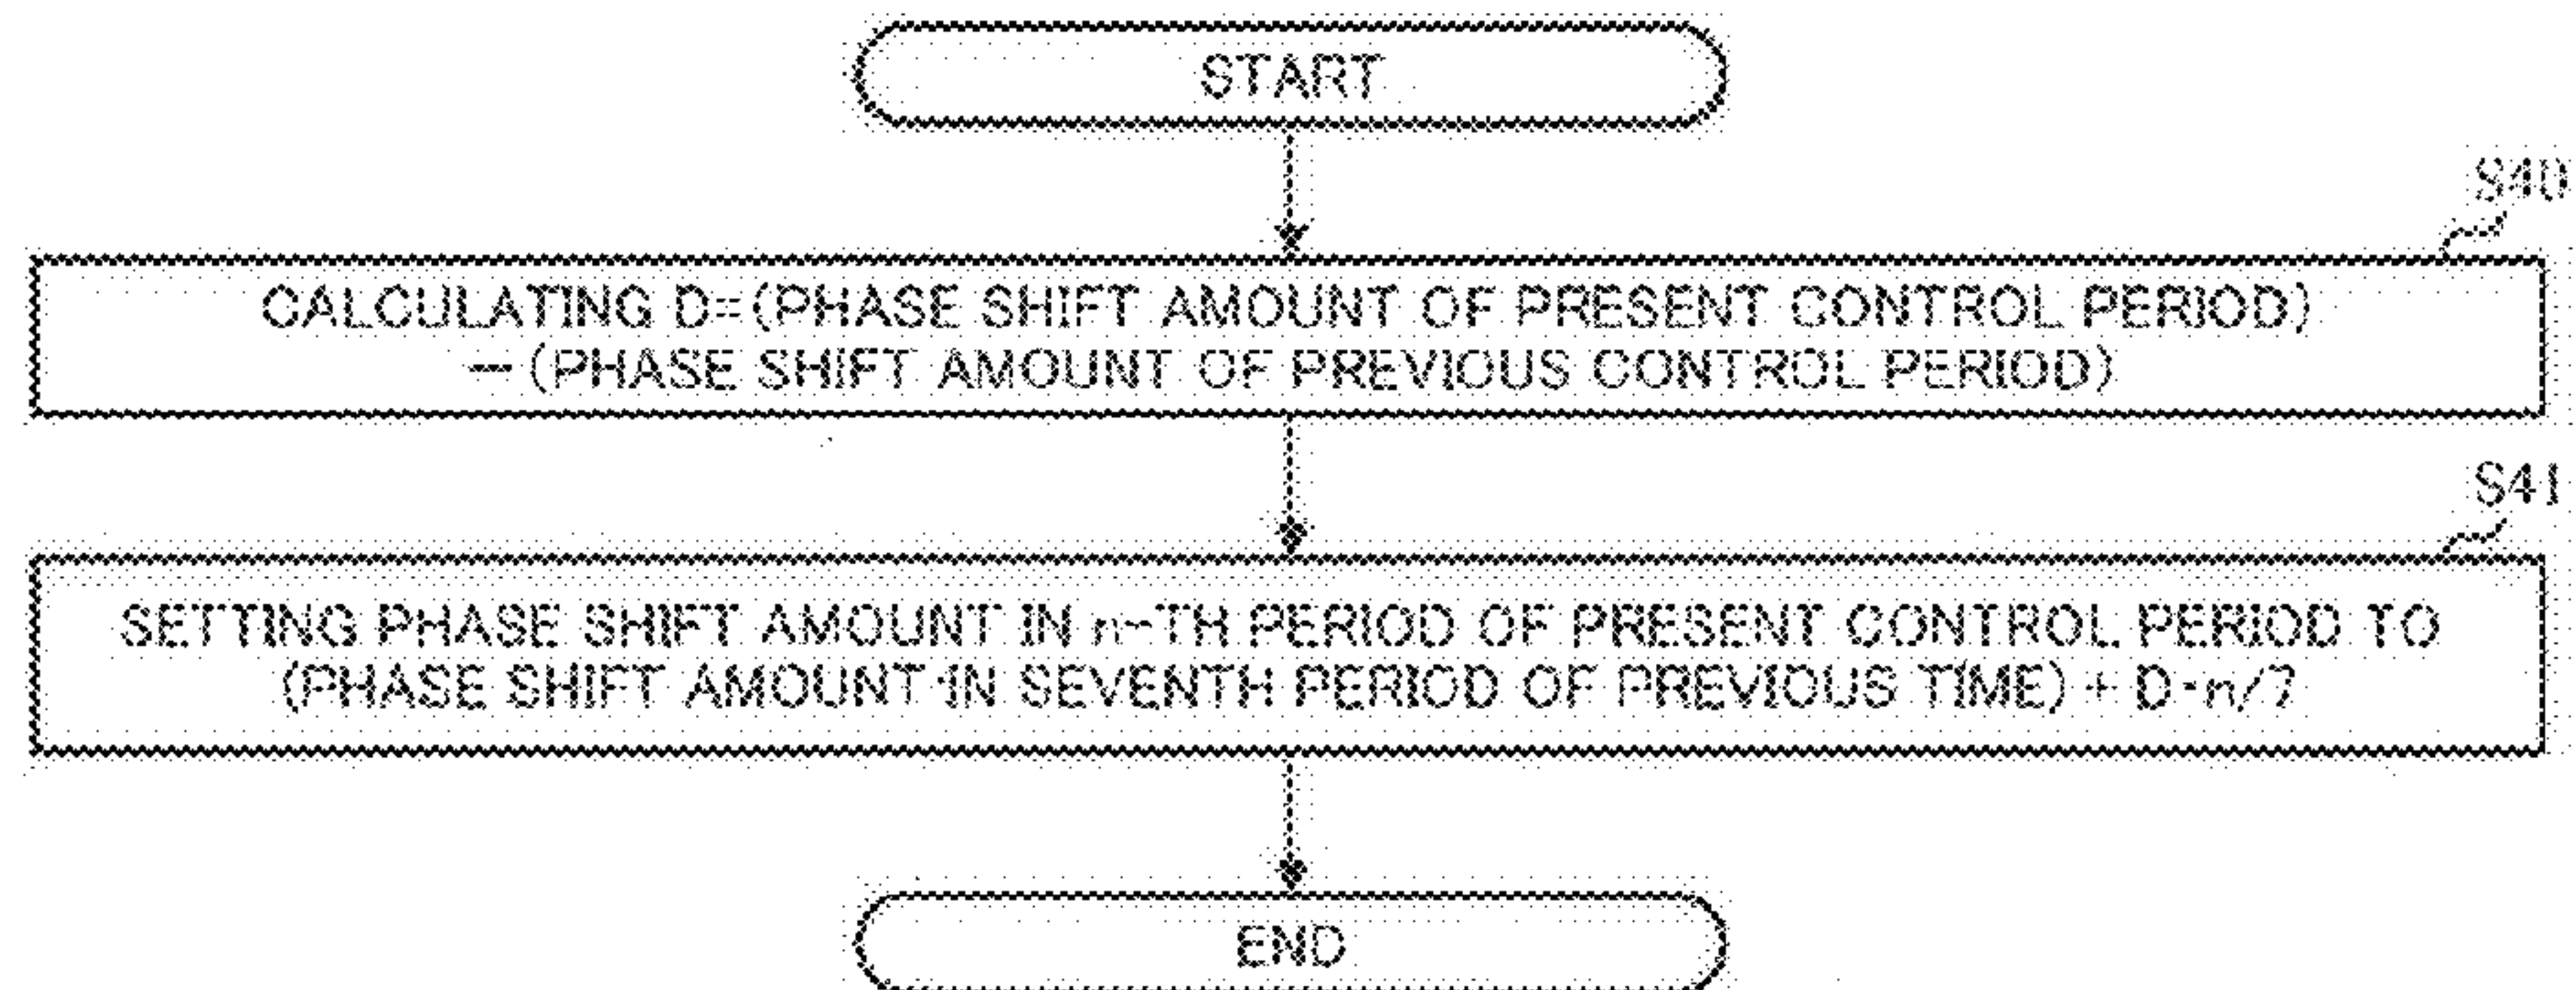 START
S40
CALCULATING D=(PHASE SHIFT AMOUNT OF PRESENT CONTROL PERIOD)
－(PHASE SHIFT AMOUNT OF PREVIOUS CONTROL PERIOD)
S41
SETTING PHASE SHIFT AMOUNT IN n-TH PERIOD OF PRESENT CONTROL PERIOD TO
(PHASE SHIFT AMOUNT IN SEVENTH PERIOD OF PREVIOUS TIME) + D·n/7
END